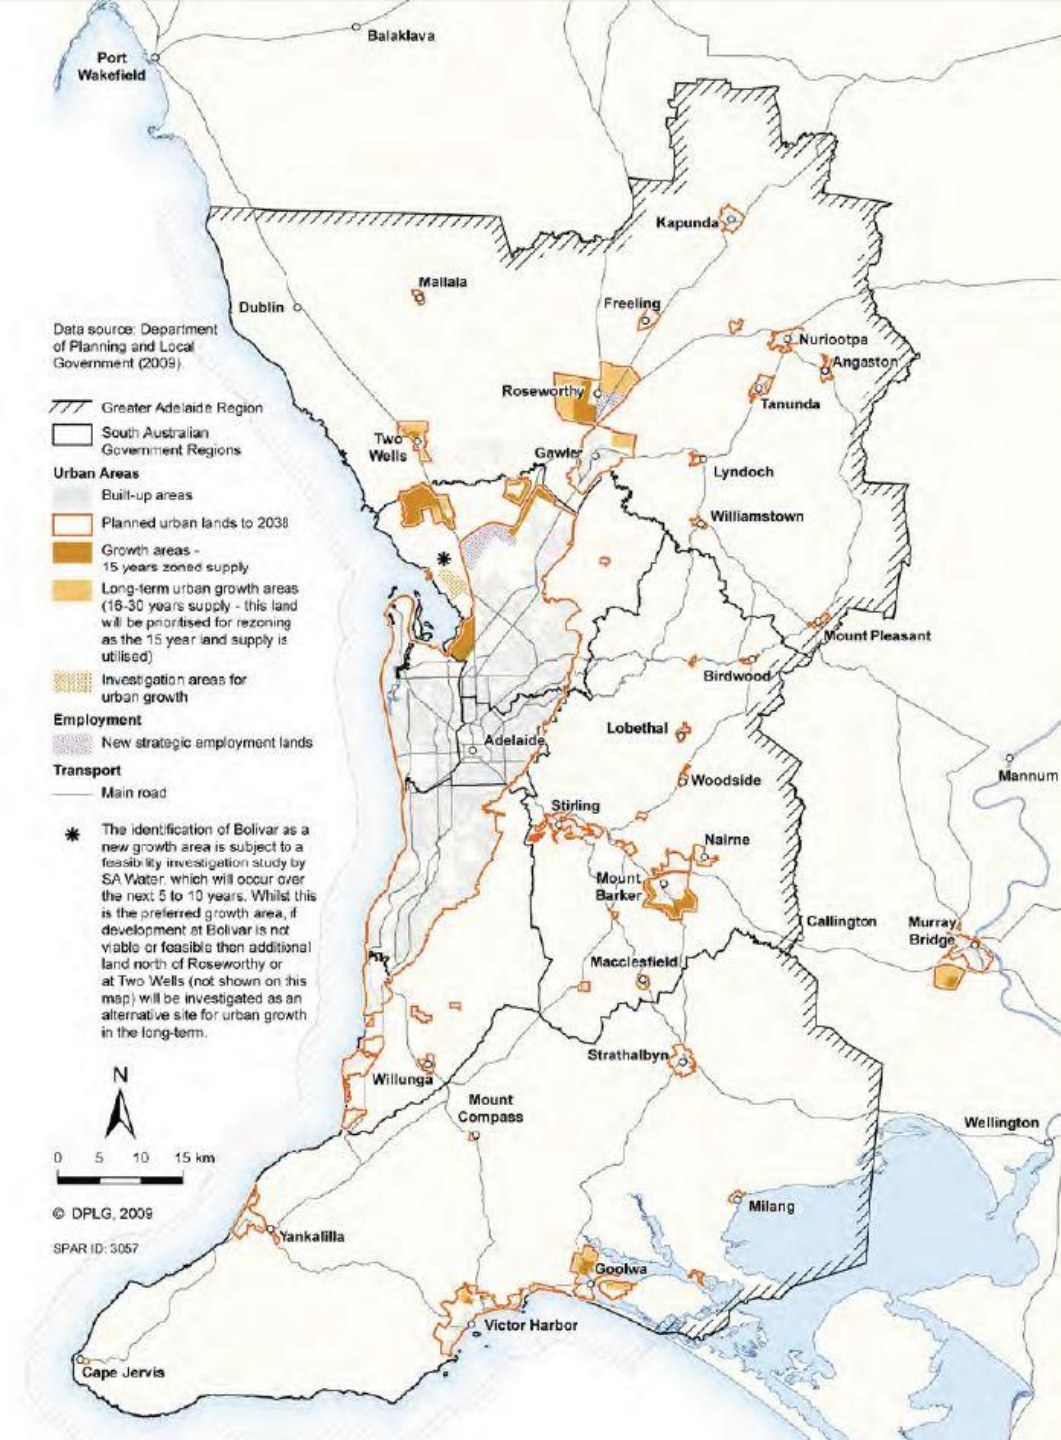 Balaklava
Port
Wakefield
Kapunda
Mallala
Dublin
Freeling
Data source: Department
of Planning and Local
Government (2009)
Nuriootpa
Angaston
Roseworthy
Tanunda
Greater Adelaide Region
South Australian
Government Regions
Two
Wells
Gawler
Lyndoch
Urban Areas
Built-up areas
Planned urban lands to 2038
Growth areas -
15 years zoned supply
Long-term urban growth areas
(16-30 years supply - this land
will be prioritised for rezoning
as the 15 year land supply is
utilised)
Investigation areas for
urban growth
Employment
New strategic employment lands
Transport
Main road
Williamstown
Mount Pleasant
Birdwood
Lobethal
Adelaide
Woodside
Mannum
Stirling
Nairne
Mount
Barker
Callington
Murray
Bridge
Macclesfield
✱ The identification of Bolivar as a
new growth area is subject to a
feasibility investigation study by
SA Water, which will occur over
the next 5 to 10 years. Whilst this
is the preferred growth area, if
development at Bolivar is not
viable or feasible then additional
land north of Roseworthy or
at Two Wells (not shown on this
map) will be investigated as an
alternative site for urban growth
in the long-term.
Strathalbyn
Willunga
Mount
Compass
Wellington
N
0 5 10 15 km
© DPLG, 2009
SPAR ID: 3057
Milang
Yankalilla
Goolwa
Victor Harbor
Cape Jervis